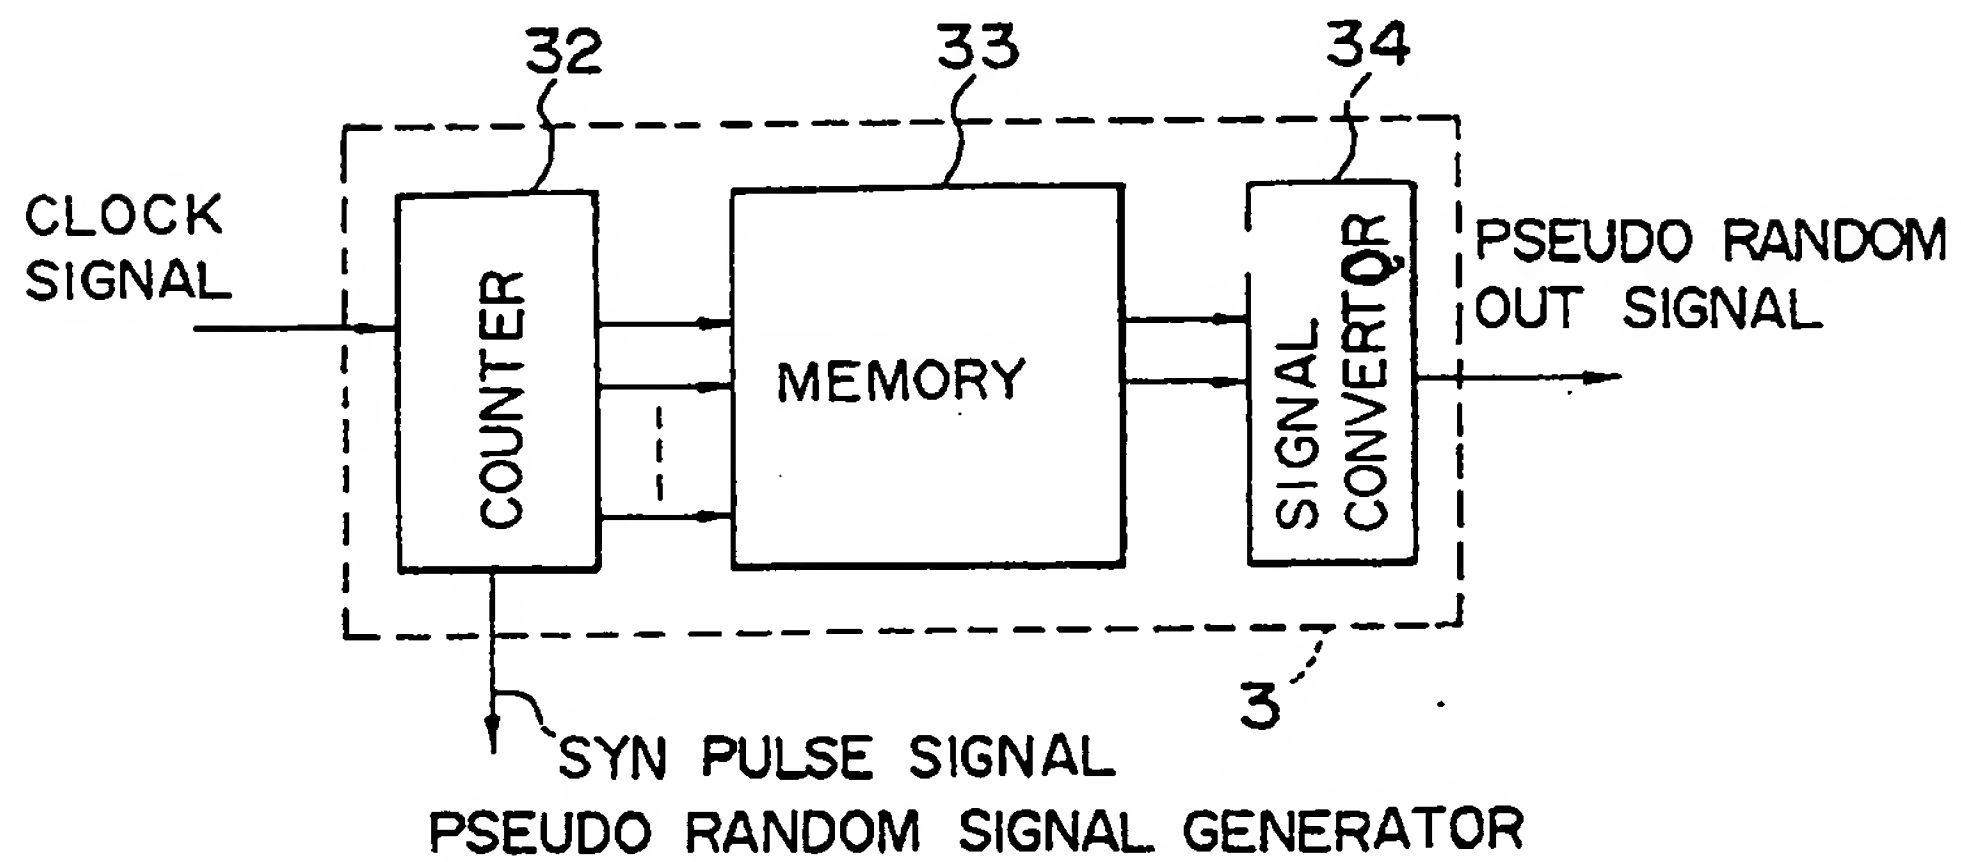 32
33
34
CLOCK
SIGNAL
COUNTER
MEMORY
SIGNAL
CONVERTOR
PSEUDO RANDOM
OUT SIGNAL
3
SYN PULSE SIGNAL
PSEUDO RANDOM SIGNAL GENERATOR